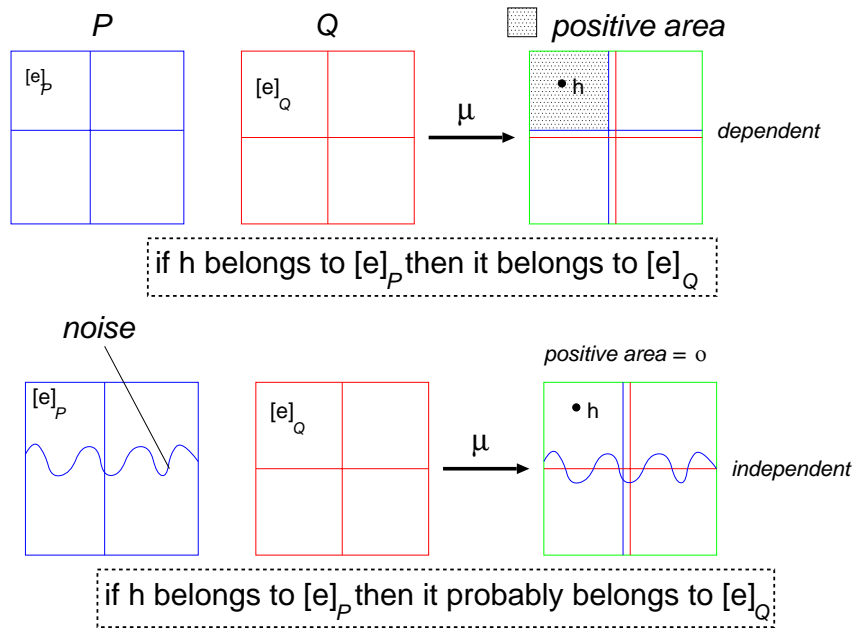 P Q positive area
[e]P [e]Q μ h dependent
if h belongs to [e]P then it belongs to [e]Q
noise
positive area = o
[e]P [e]Q μ h independent
if h belongs to [e]P then it probably belongs to [e]Q